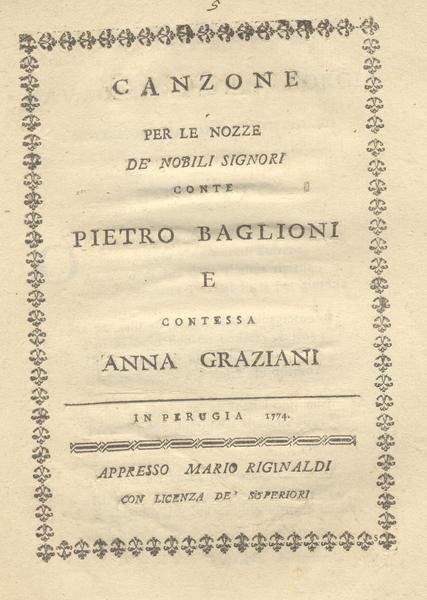 5
CANZONE
PER LE NOZZE
DE' NOBILI SIGNORI
CONTE
PIETRO BAGLIONI
E
CONTESSA
ANNA GRAZIANI
IN PERUGIA 1774.
APPRESSO MARIO RIGINALDI
CON LICENZA DE' SUPERIORI